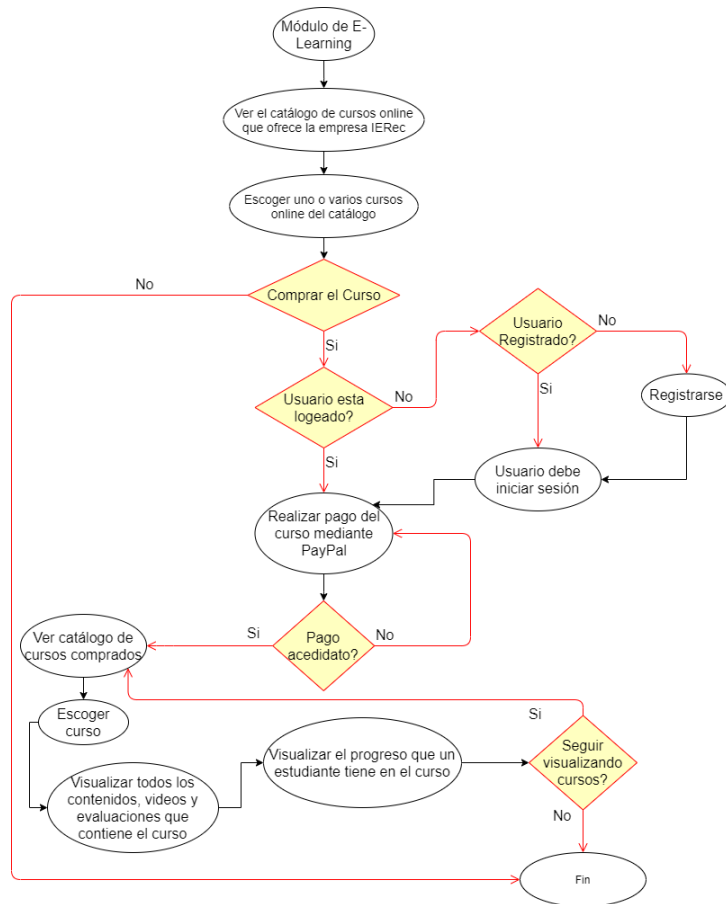 Módulo de E-
Learning
Ver el catálogo de cursos online
que ofrece la empresa IERec
Escoger uno o varios cursos
online del catálogo
No
Comprar el Curso
Si
Usuario
Registrado?
No
Si
Registrarse
Usuario esta
logeado?
No
Si
Usuario debe
iniciar sesión
Realizar pago del
curso mediante
PayPal
Pago
acedidato?
Si
No
Ver catálogo de
cursos comprados
Escoger
curso
Visualizar todos los
contenidos, videos y
evaluaciones que
contiene el curso
Visualizar el progreso que un
estudiante tiene en el curso
Si
Seguir
visualizando
cursos?
No
Fin